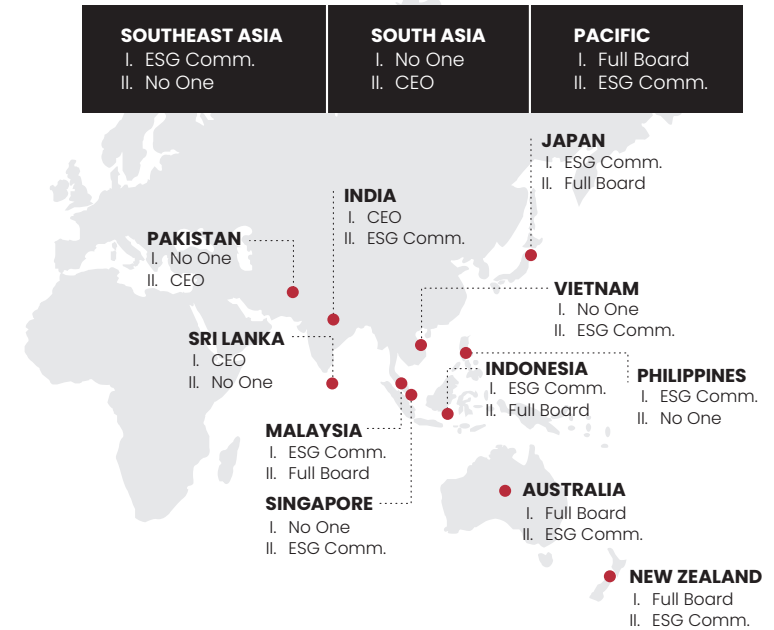 SOUTHEAST ASIA
I. ESG Comm.
II. No One
SOUTH ASIA
I. No One
II. CEO
PACIFIC
I. Full Board
II. ESG Comm.
JAPAN
I. ESG Comm.
II. Full Board
INDIA
I. CEO
II. ESG Comm.
PAKISTAN
I. No One
II. CEO
VIETNAM
I. No One
II. ESG Comm.
SRI LANKA
I. CEO
II. No One
INDONESIA
I. ESG Comm.
II. Full Board
PHILIPPINES
I. ESG Comm.
II. No One
MALAYSIA
I. ESG Comm.
II. Full Board
SINGAPORE
I. No One
II. ESG Comm.
AUSTRALIA
I. Full Board
II. ESG Comm.
NEW ZEALAND
I. Full Board
II. ESG Comm.